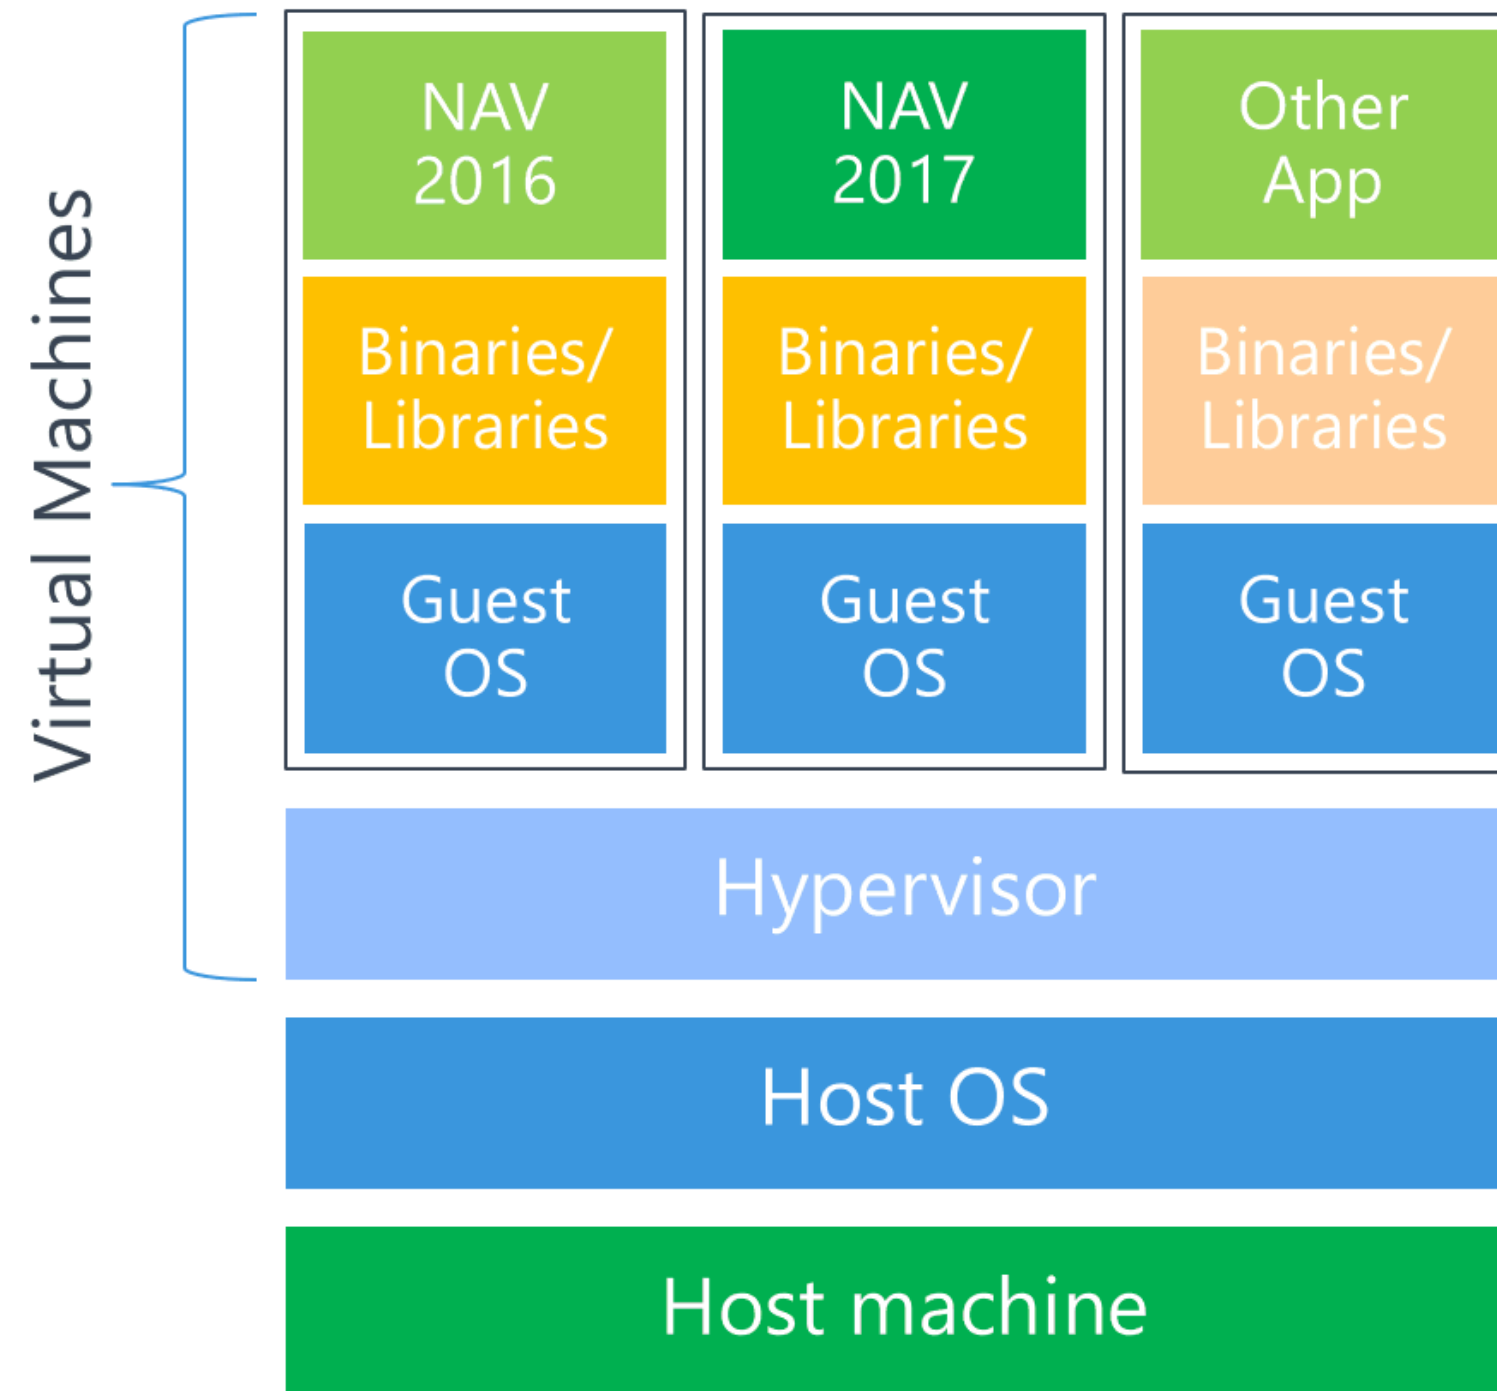 Virtual Machines
NAV
2016
NAV
2017
Other
App
Binaries/
Libraries
Binaries/
Libraries
Binaries/
Libraries
Guest
OS
Guest
OS
Guest
OS
Hypervisor
Host OS
Host machine